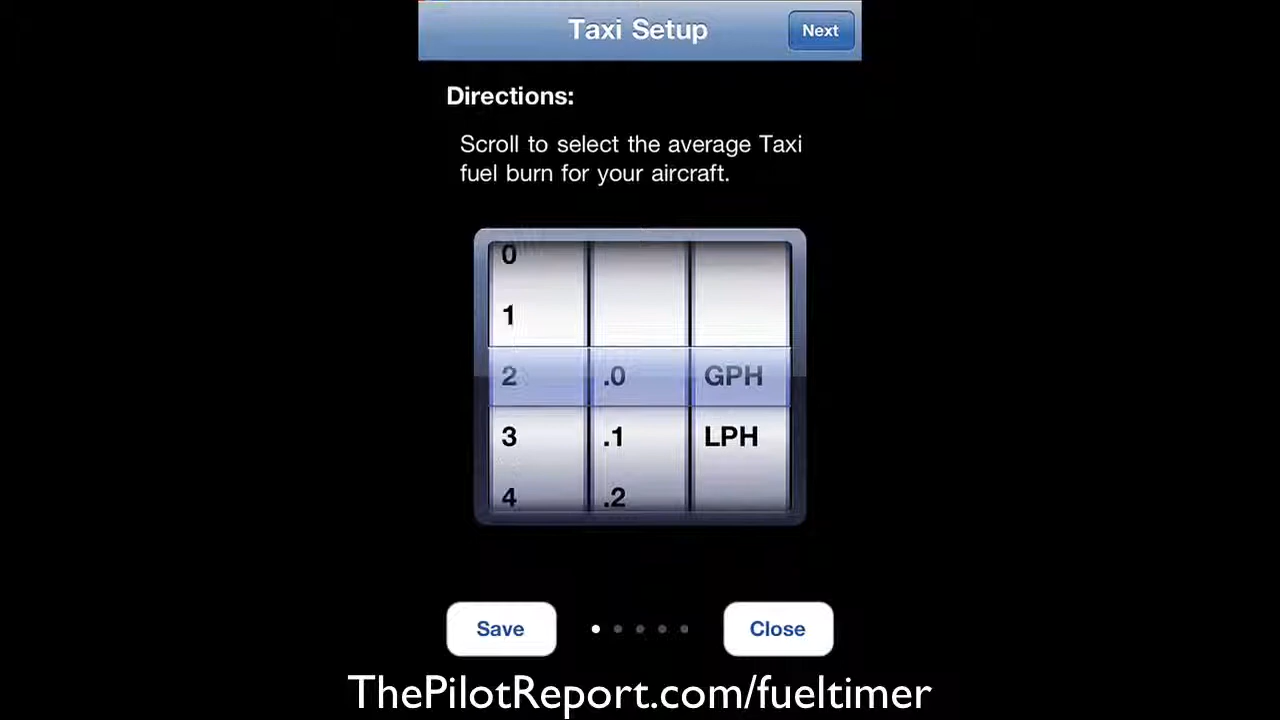 Taxi Setup
Next
Directions:
Scroll to select the average Taxi
fuel burn for your aircraft.
0
1
2 .0 GPH
3 .1 LPH
4 .2
Save
Close
ThePilotReport.com/fueltimer